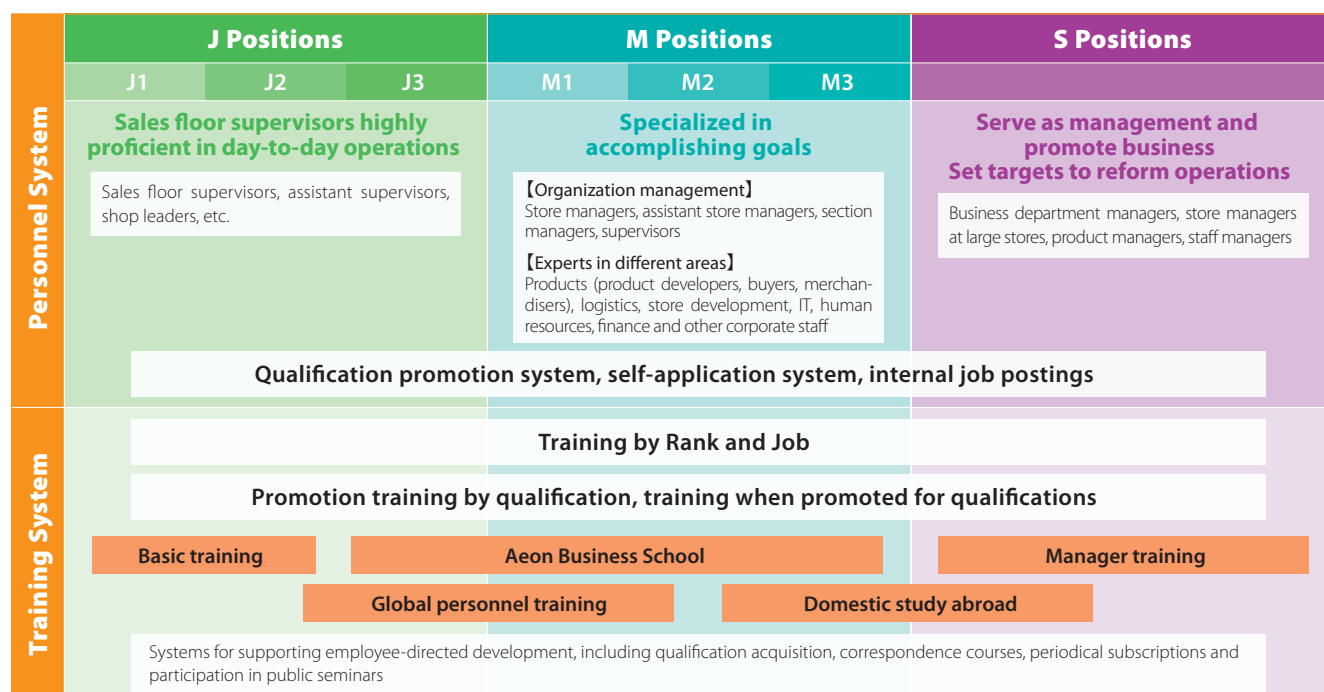 J Positions
M Positions
S Positions
J1
J2
J3
M1
M2
M3
Personnel System
Sales floor supervisors highly
proficient in day-to-day operations
Sales floor supervisors, assistant supervisors,
shop leaders, etc.
Specialized in
accomplishing goals
【Organization management】
Store managers, assistant store managers, section
managers, supervisors
【Experts in different areas】
Products (product developers, buyers, merchan-
disers), logistics, store development, IT, human
resources, finance and other corporate staff
Serve as management and
promote business
Set targets to reform operations
Business department managers, store managers
at large stores, product managers, staff managers
Qualification promotion system, self-application system, internal job postings
Training System
Training by Rank and Job
Promotion training by qualification, training when promoted for qualifications
Basic training
Aeon Business School
Manager training
Global personnel training
Domestic study abroad
Systems for supporting employee-directed development, including qualification acquisition, correspondence courses, periodical subscriptions and
participation in public seminars